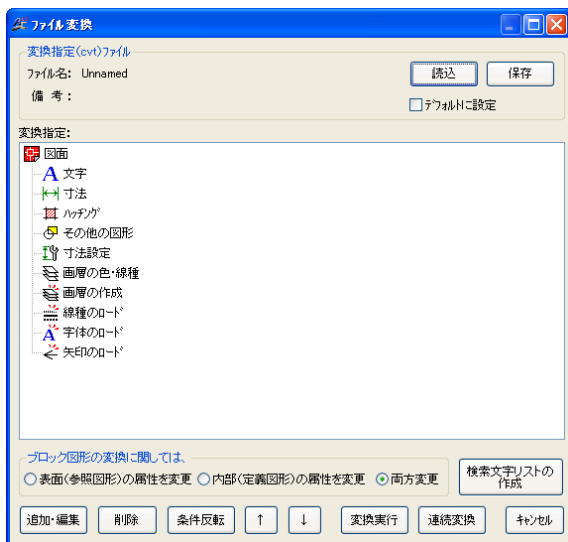 ファイル変換
変換指定(cvt)ファイル
ファイル名: Unnamed
読込
保存
備 考:
デフォルトに設定
変換指定:
図面
文字
寸法
ハッチング
その他の図形
寸法設定
画層の色・線種
画層の作成
線種のロード
字体のロード
矢印のロード
ブロック図形の変換に関しては、
表面(参照図形)の属性を変更 内部(定義図形)の属性を変更 両方変更
検索文字リストの
作成
追加・編集 削除 条件反転 ↑ ↓ 変換実行 連続変換 キャンセル